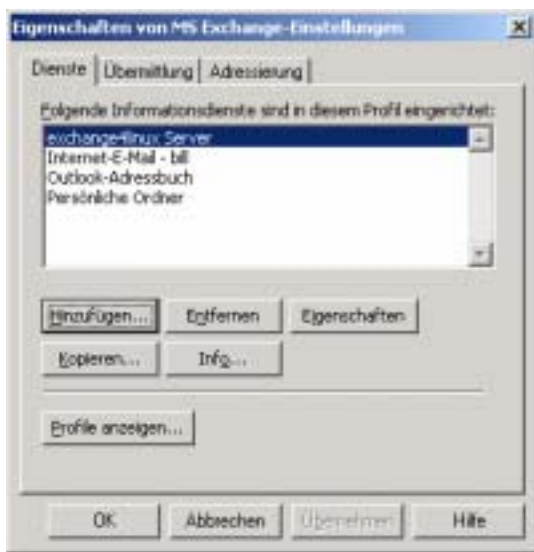 Eigenschaften von MS Exchange-Einstellungen
Dienste Übermittlung Adressierung
Folgende Informationsdienste sind in diesem Profil eingerichtet:
exchange4linux Server
Internet-E-Mail - bill
Outlook-Adressbuch
Persönliche Ordner
Hinzufügen... Entfernen Eigenschaften
Kopieren... Info...
Profile anzeigen...
OK Abbrechen Übernehmen Hilfe